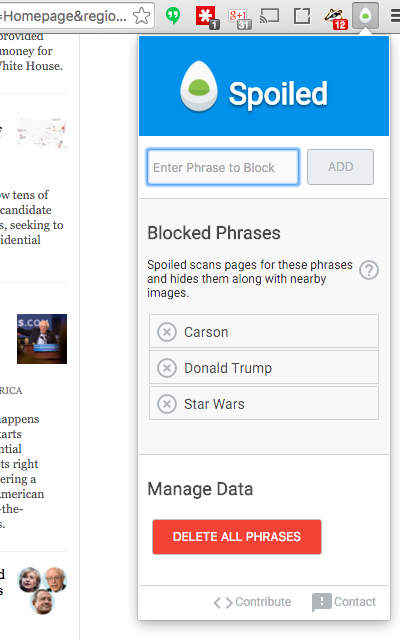 =Homepage&regio...
1
31
12
provided
money for
White House.
ow tens of
candidate
s, seeking to
idential
RICA
happens
tarts
ntial
ts right
ering a
American
-the-
s.
d
s
Spoiled
Enter Phrase to Block
ADD
Blocked Phrases
Spoiled scans pages for these phrases
and hides them along with nearby
images.
?
Carson
Donald Trump
Star Wars
Manage Data
DELETE ALL PHRASES
Contribute
Contact